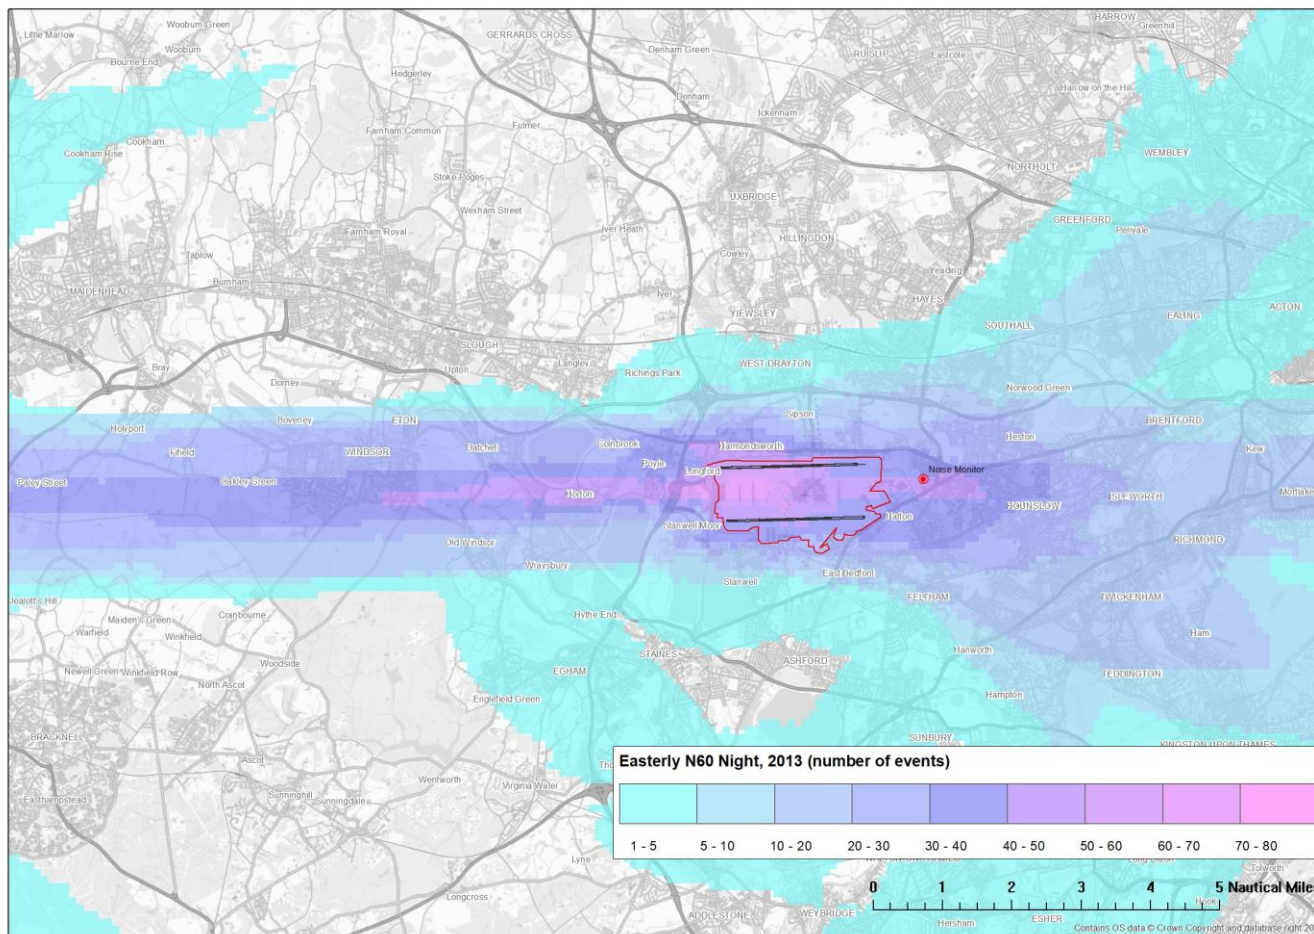 Little Marlow
Wooburn Green
Wooburn
Bourne End
Hedgerley
GERRARDS CROSS
Denham Green
Denham
HARROW
Greenhill
RUISLIP
Eastcote
Harrow on the Hill
Ickenham
Cookham
Cookham Rise
Farnham Common
Fulmer
Stoke Poges
Wexham Street
NORTHOLT
WEMBLEY
UXBRIDGE
GREENFORD
Perivale
Farnham Royal
Iver Heath
HILLINGDON
Taplow
Burnham
Cowley
Yeading
MAIDENHEAD
Iver
HAYES
YIEWSLEY
ACTON
EALING
SOUTHALL
SLOUGH
Langley
WEST DRAYTON
Bray
Upton
Richings Park
Dorney
Norwood Green
Holyport
Boveney
ETON
Sipson
BRENTFORD
Heston
Colnbrook
Harmondsworth
Datchet
Kew
Fifield
WINDSOR
Poyle
Longford
Noise Monitor
Paley Street
Oakley Green
Horton
HOUNSLOW
ISLEWORTH
Mortlake
Hatton
Stanwell Moor
RICHMOND
Old Windsor
Wraysbury
East Bedfont
Stanwell
FELTHAM
TWICKENHAM
Jealott's Hill
Cranbourne
Hythe End
Maiden's Green
Warfield
Winkfield
Ham
Woodside
STAINES
ASHFORD
Hanworth
Newell Green
Winkfield Row
EGHAM
TEDDINGTON
North Ascot
Englefield Green
Hampton
BRACKNELL
SUNBURY
KINGSTON UPON THAMES
Ascot
Wentworth
Virginia Water
Easthampstead
Sunninghill
Sunningdale
Easterly N60 Night, 2013 (number of events)
1 - 5
5 - 10
10 - 20
20 - 30
30 - 40
40 - 50
50 - 60
60 - 70
70 - 80
Lyne
Tolworth
Longcross
0 1 2 3 4 5 Nautical Mile
Hook
ADDLESTONE
WEYBRIDGE
Hersham
ESHER
Contains OS data © Crown Copyright and database right 2